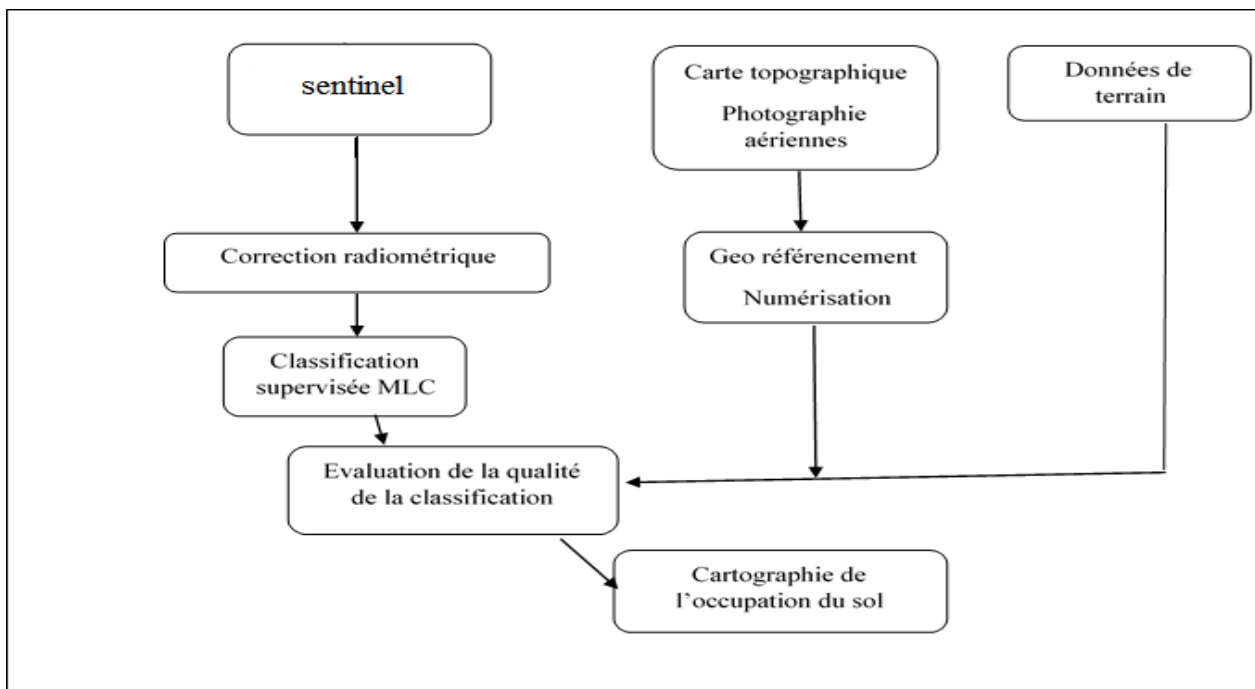 sentinel
Carte topographique
Photographie
aériennes
Données de
terrain
Correction radiométrique
Geo référencement
Numérisation
Classification
supervisée MLC
Evaluation de la qualité
de la classification
Cartographie de
l’occupation du sol